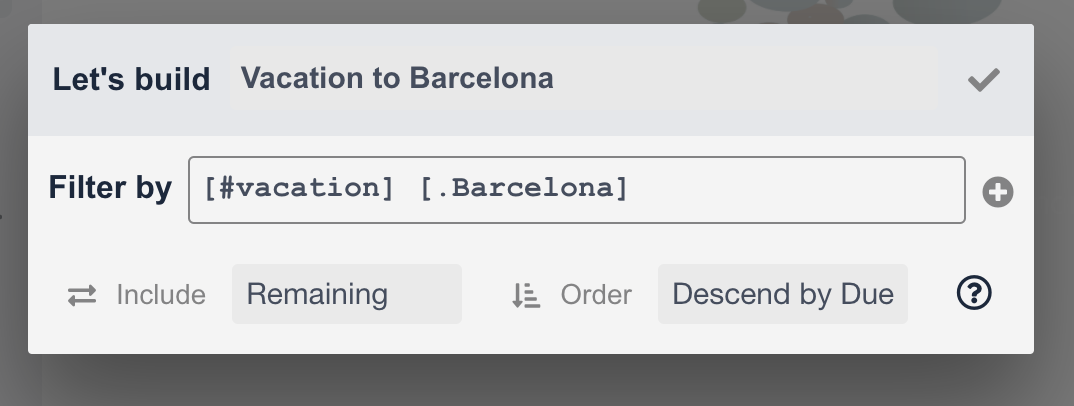 Let's build Vacation to Barcelona
Filter by [#vacation] [.Barcelona]
Include Remaining Order Descend by Due